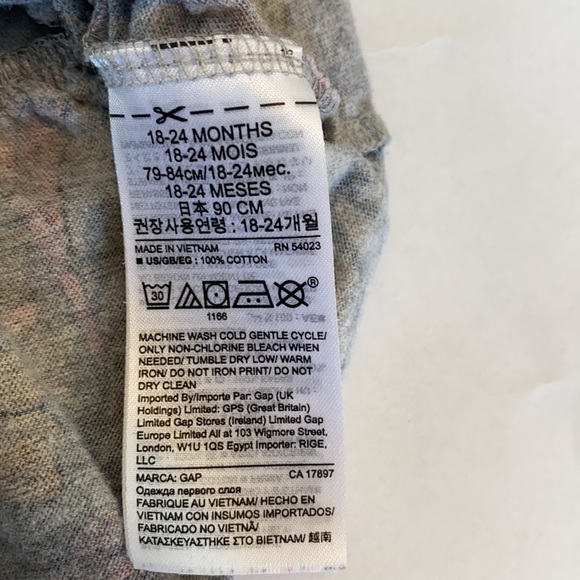 18-24 MONTHS
18-24 MOIS
79-84см/18-24мес.
18-24 MESES
日本 90 CM
권장사용연령 : 18-24개월
MADE IN VIETNAM RN 54023
■ US/GB/EG : 100% COTTON
30 ®
1166
MACHINE WASH COLD GENTLE CYCLE/
ONLY NON-CHLORINE BLEACH WHEN
NEEDED/ TUMBLE DRY LOW/ WARM
IRON/ DO NOT IRON PRINT/ DO NOT
DRY CLEAN
Imported By/Importe Par: Gap (UK
Holdings) Limited: GPS (Great Britain)
Limited Gap Stores (Ireland) Limited Gap
Europe Limited All at 103 Wigmore Street,
London, W1U 1QS Egypt Importer: RIGE,
LLC
MARCA: GAP CA 17897
Одежда первого слоя
FABRIQUE AU VIETNAM/ HECHO EN
VIETNAM CON INSUMOS IMPORTADOS/
FABRICADO NO VIETNÃ/
ΚΑΤΑΣΚΕΥΑΣΤΗΚΕ ΣΤΟ ΒΙΕΤΝΑΜ/ 越南